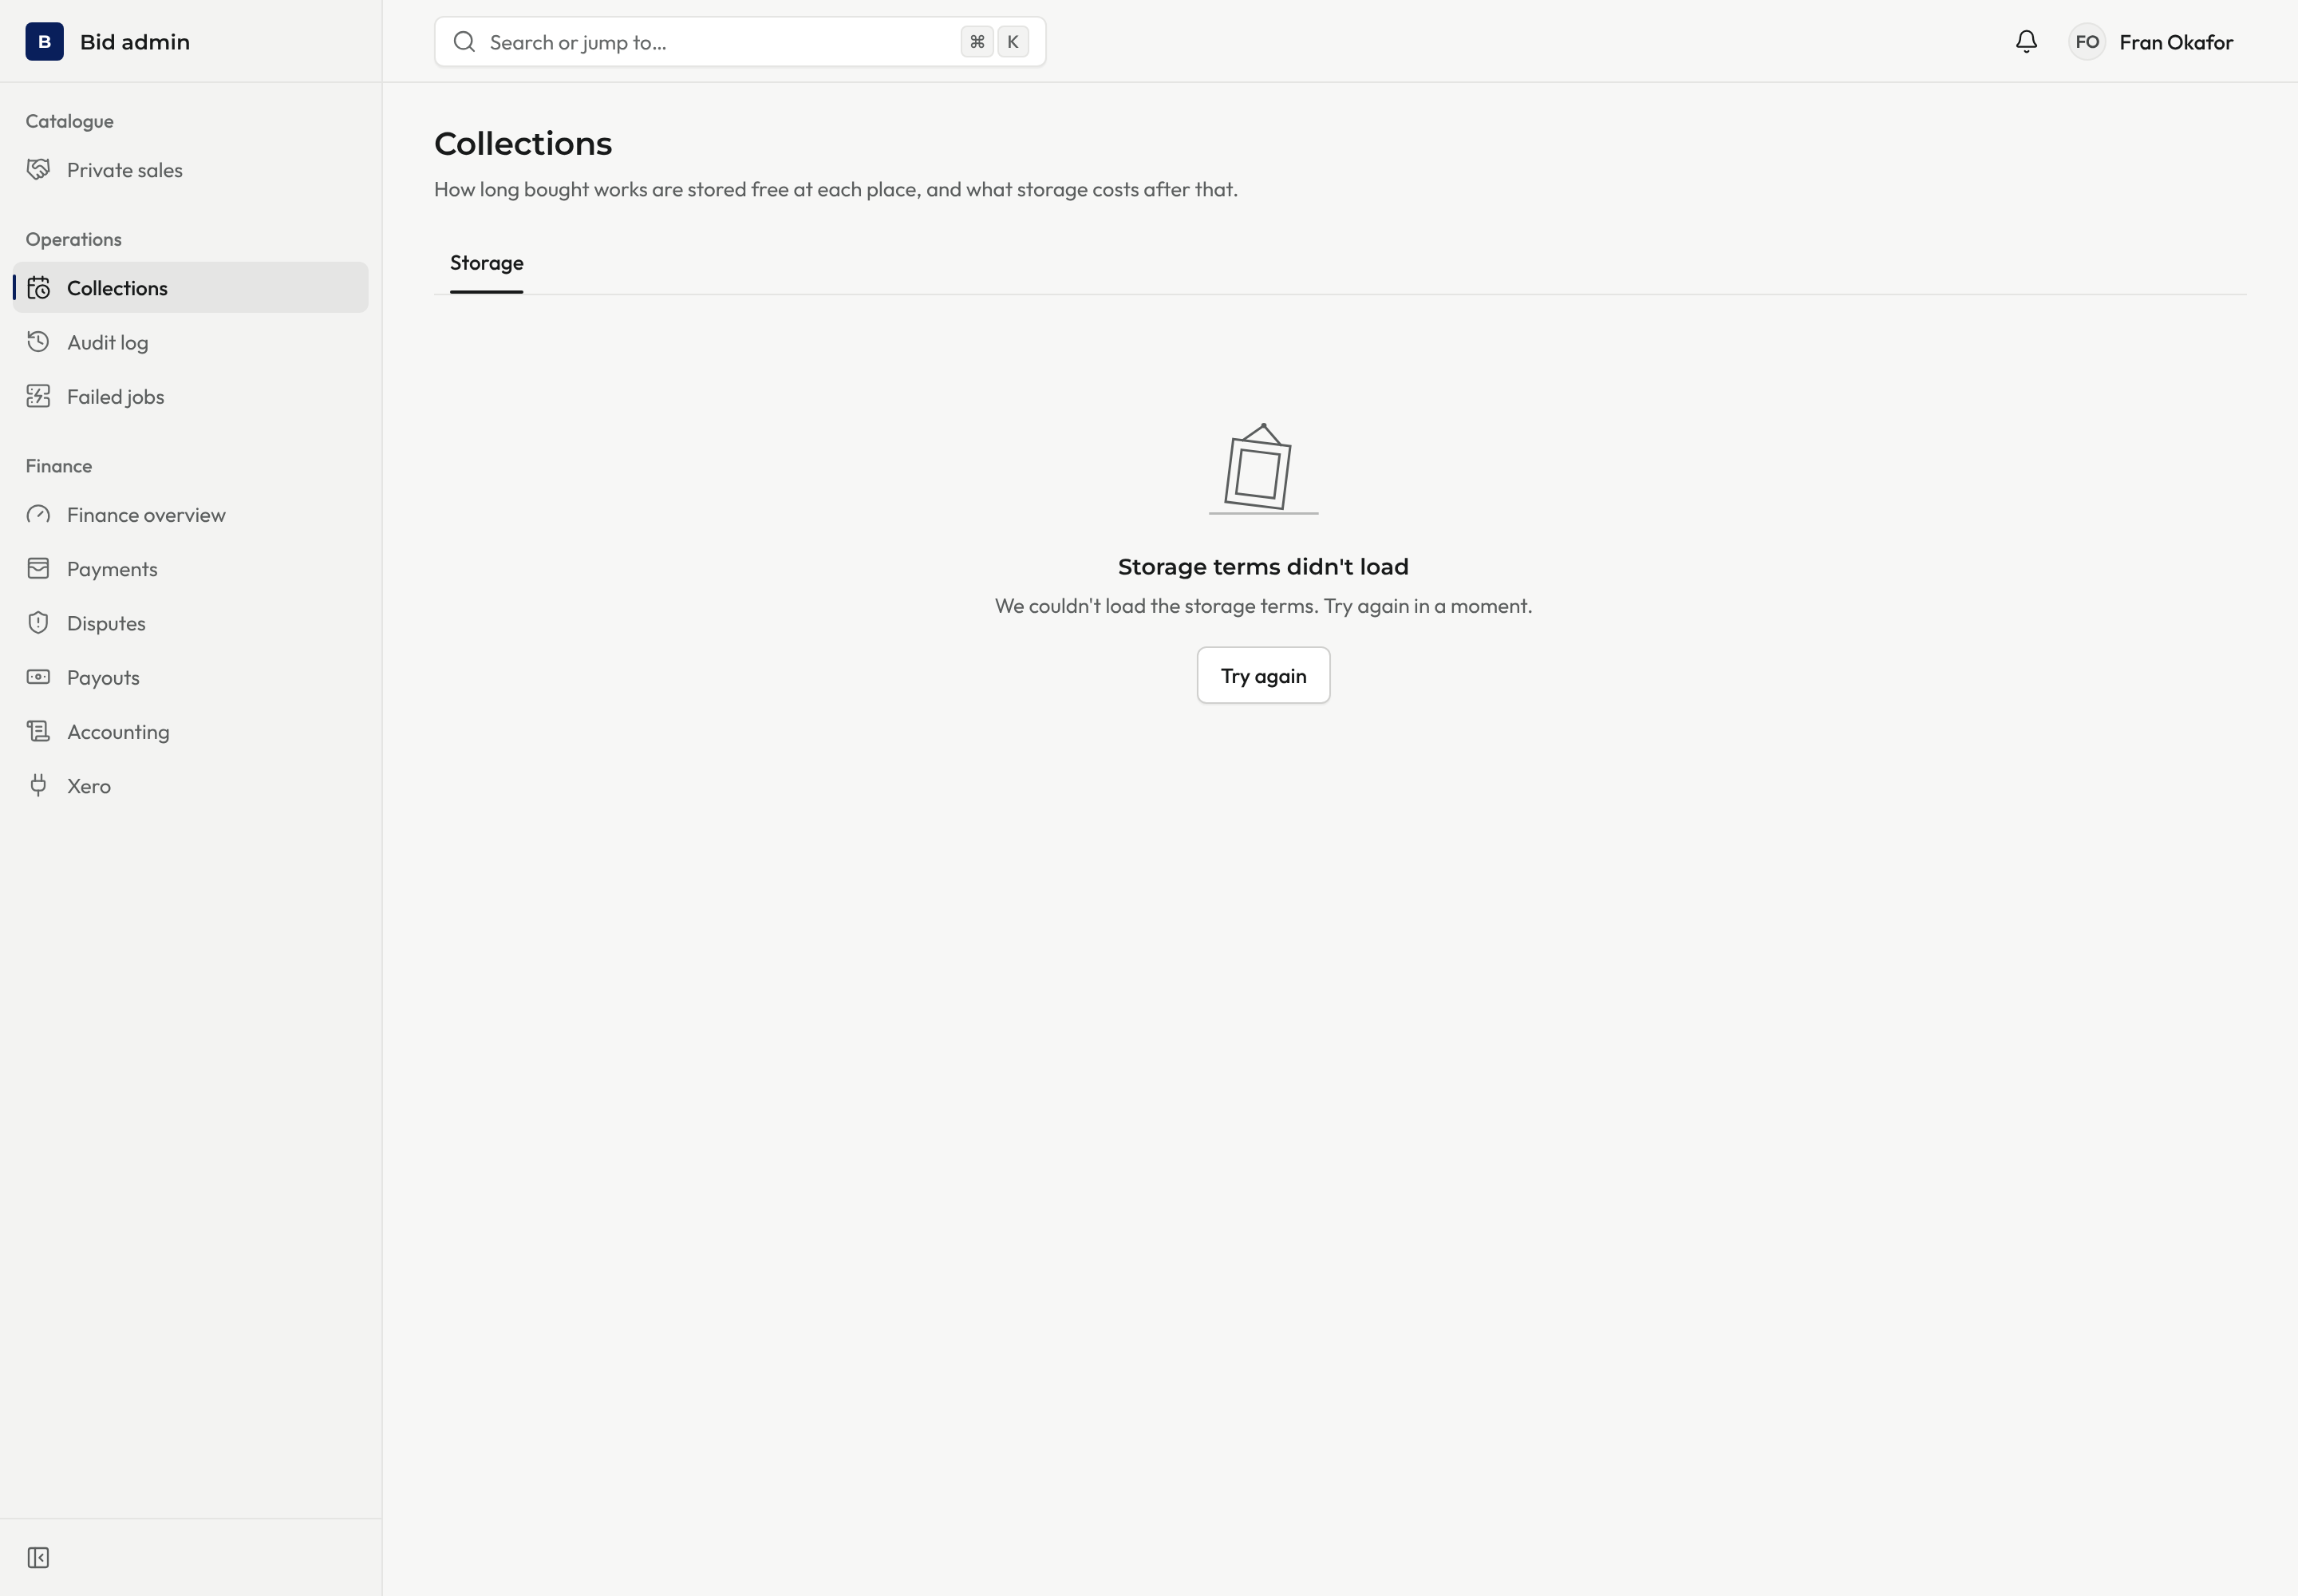 B Bid admin
Search or jump to...
⌘ K
FO Fran Okafor
Catalogue
Private sales
Operations
Collections
Audit log
Failed jobs
Finance
Finance overview
Payments
Disputes
Payouts
Accounting
Xero
Collections
How long bought works are stored free at each place, and what storage costs after that.
Storage
Storage terms didn't load
We couldn't load the storage terms. Try again in a moment.
Try again